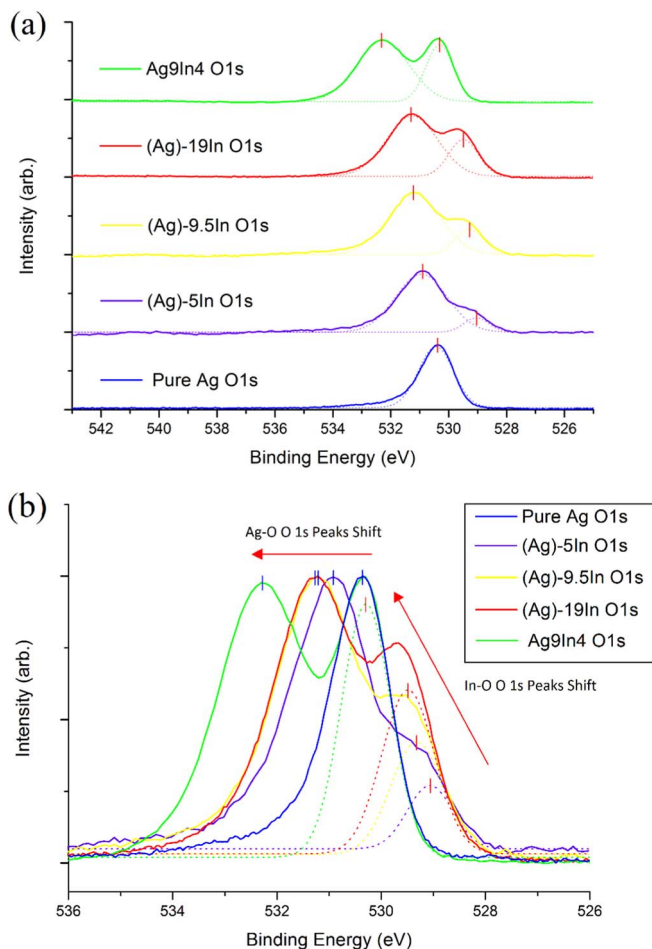 (a)
Ag9In4 O1s
(Ag)-19In O1s
(Ag)-9.5In O1s
(Ag)-5In O1s
Pure Ag O1s
Intensity (arb.)
542 540 538 536 534 532 530 528 526
Binding Energy (eV)
(b)
Ag-O O 1s Peaks Shift
Pure Ag O1s
(Ag)-5In O1s
(Ag)-9.5In O1s
(Ag)-19In O1s
Ag9In4 O1s
In-O O 1s Peaks Shift
Intensity (arb.)
536 534 532 530 528 526
Binding Energy (eV)